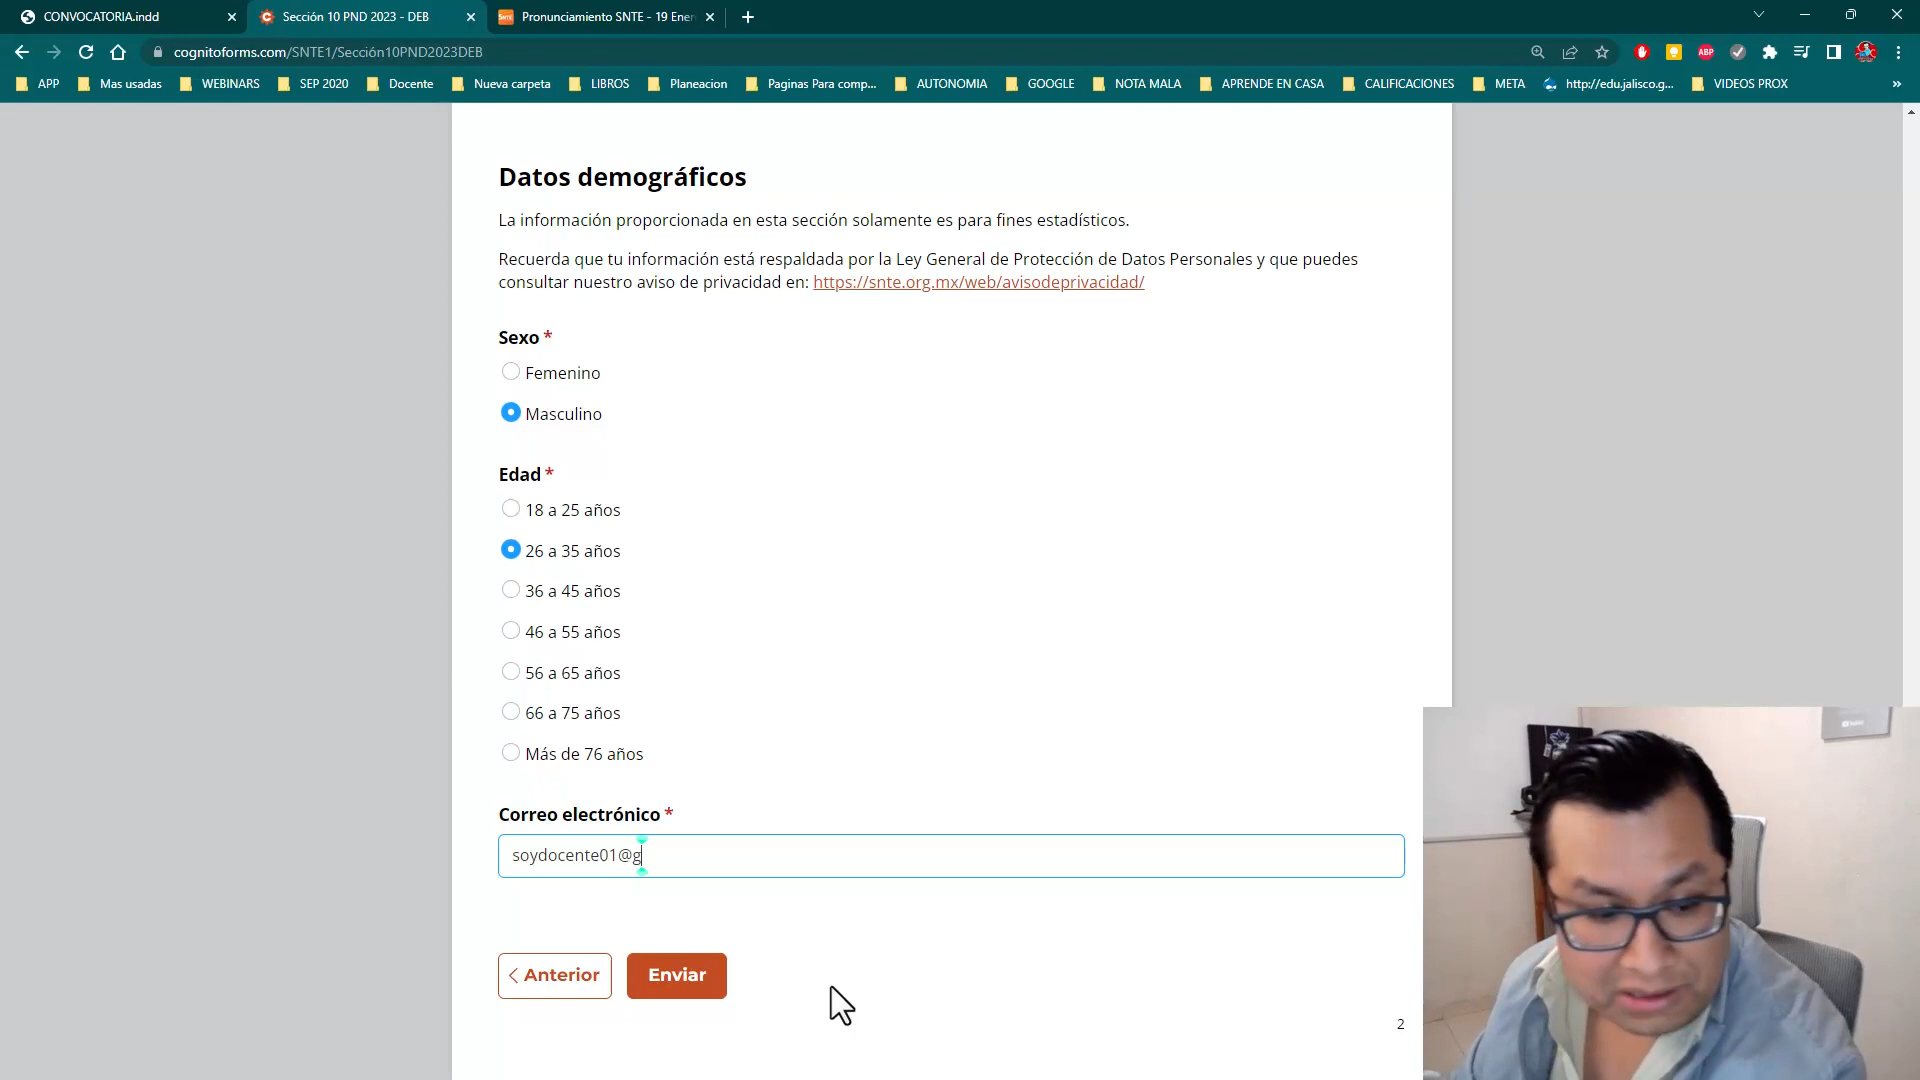 CONVOCATORIA.indd
Sección 10 PND 2023 - DEB
Pronunciamiento SNTE - 19 Ener
cognitoforms.com/SNTE1/Sección10PND2023DEB
APP
Mas usadas
WEBINARS
SEP 2020
Docente
Nueva carpeta
LIBROS
Planeacion
Paginas Para comp...
AUTONOMIA
GOOGLE
NOTA MALA
APRENDE EN CASA
CALIFICACIONES
META
http://edu.jalisco.g...
VIDEOS PROX
»
Datos demográficos
La información proporcionada en esta sección solamente es para fines estadísticos.
Recuerda que tu información está respaldada por la Ley General de Protección de Datos Personales y que puedes
consultar nuestro aviso de privacidad en: https://snte.org.mx/web/avisodeprivacidad/
Sexo *
Femenino
Masculino
Edad *
18 a 25 años
26 a 35 años
36 a 45 años
46 a 55 años
56 a 65 años
66 a 75 años
Más de 76 años
Correo electrónico *
soydocente01@g
Anterior
Enviar
2